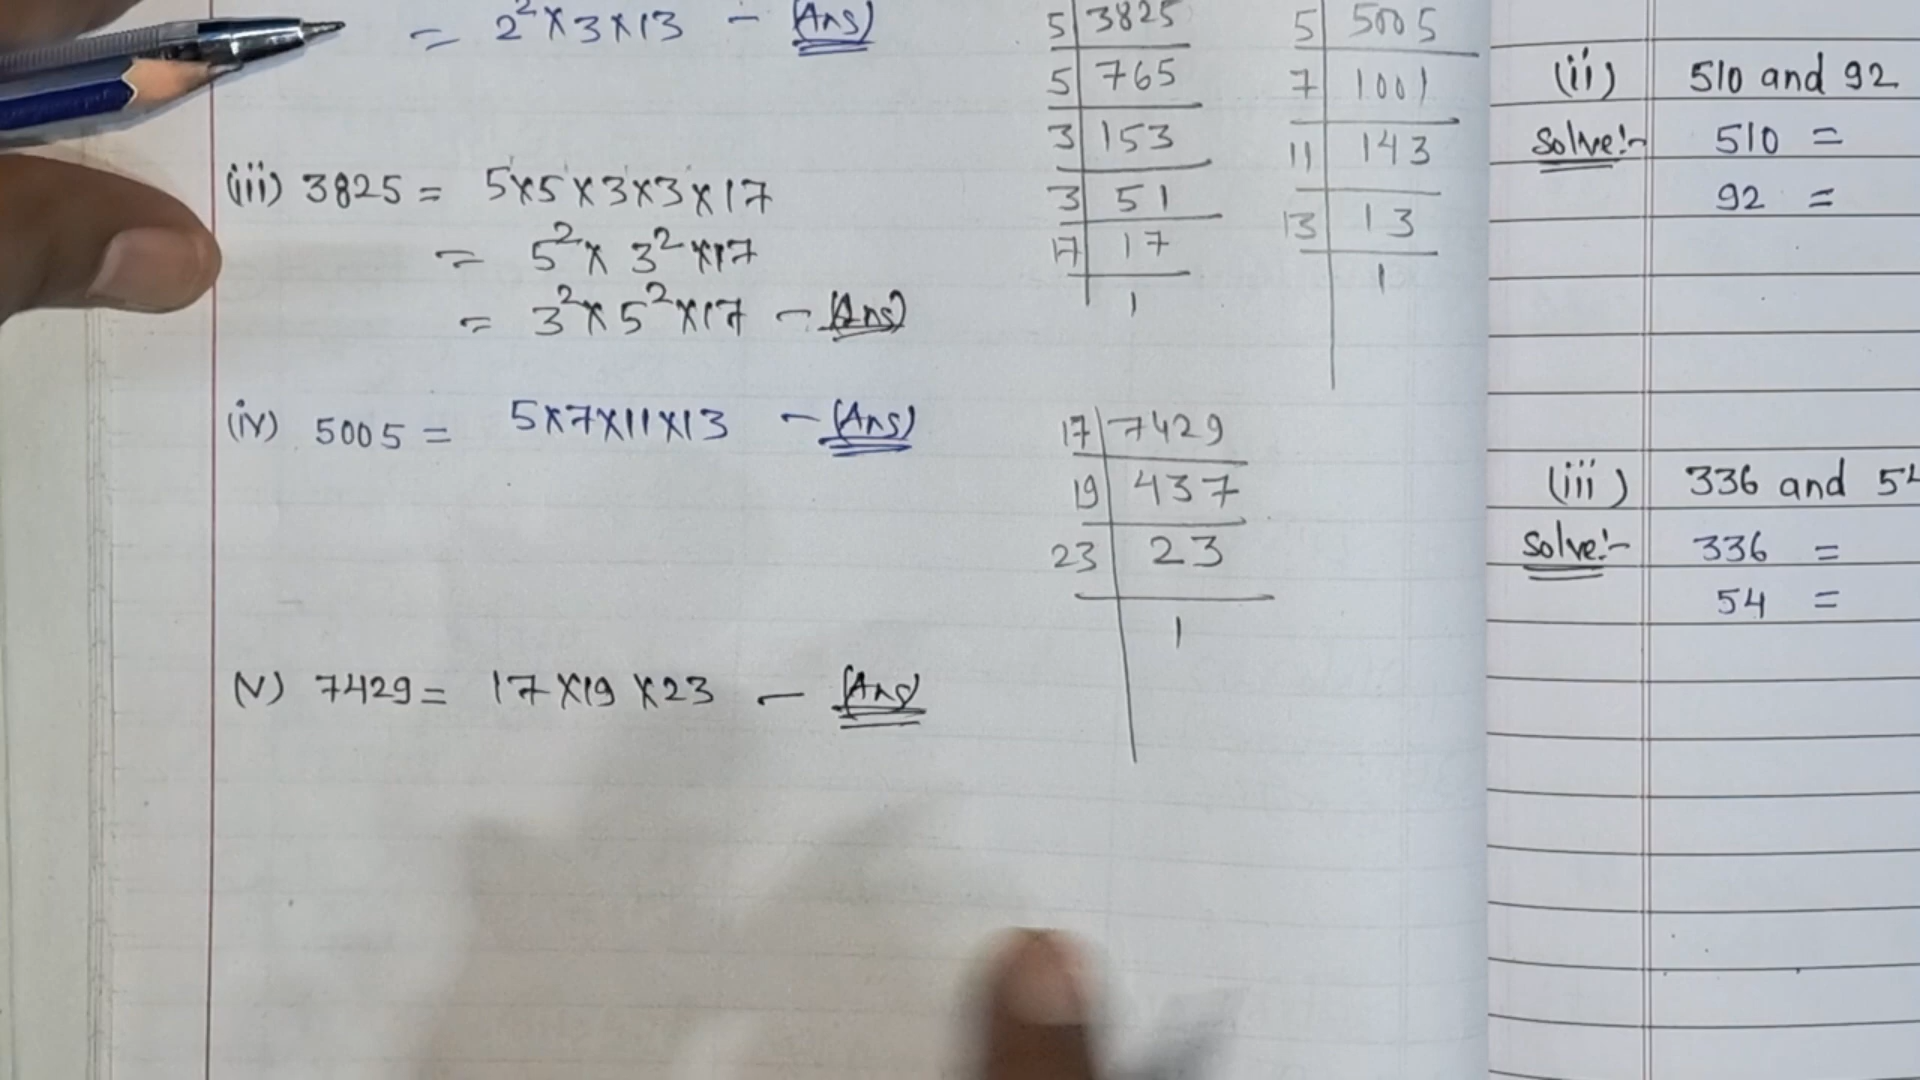 = 2² × 3 × 13 - (Ans)
(iii) 3825 = 5×5×3×3×17
= 5² × 3² × 17
= 3² × 5² × 17 - (Ans)
(iv) 5005 = 5×7×11×13 - (Ans)
(v) 7429 = 17 × 19 × 23 - (Ans)
5 | 3825
5 | 765
3 | 153
3 | 51
17 | 17
1
5 | 5005
7 | 1001
11 | 143
13 | 13
1
17 | 7429
19 | 437
23 | 23
1
(ii) 510 and 92
Solve:- 510 =
92 =
(iii) 336 and 54
Solve:- 336 =
54 =